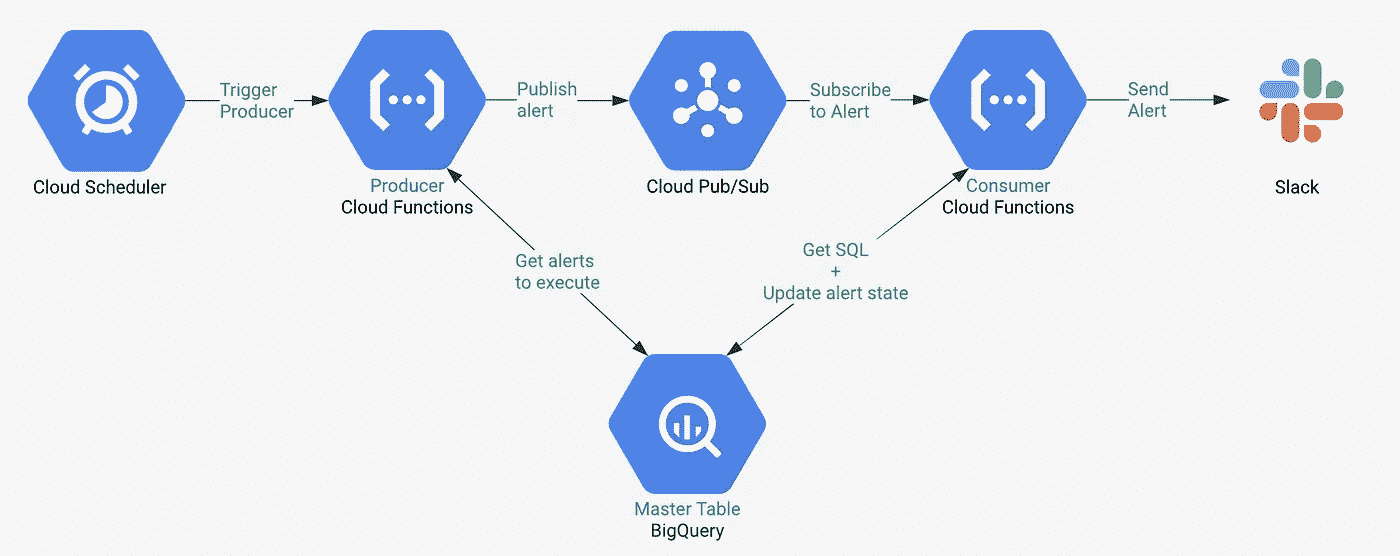 Trigger
Producer
Publish
alert
Subscribe
to Alert
Send
Alert
Cloud Scheduler
Producer
Cloud Functions
Cloud Pub/Sub
Consumer
Cloud Functions
Slack
Get alerts
to execute
Get SQL
+
Update alert state
Master Table
BigQuery